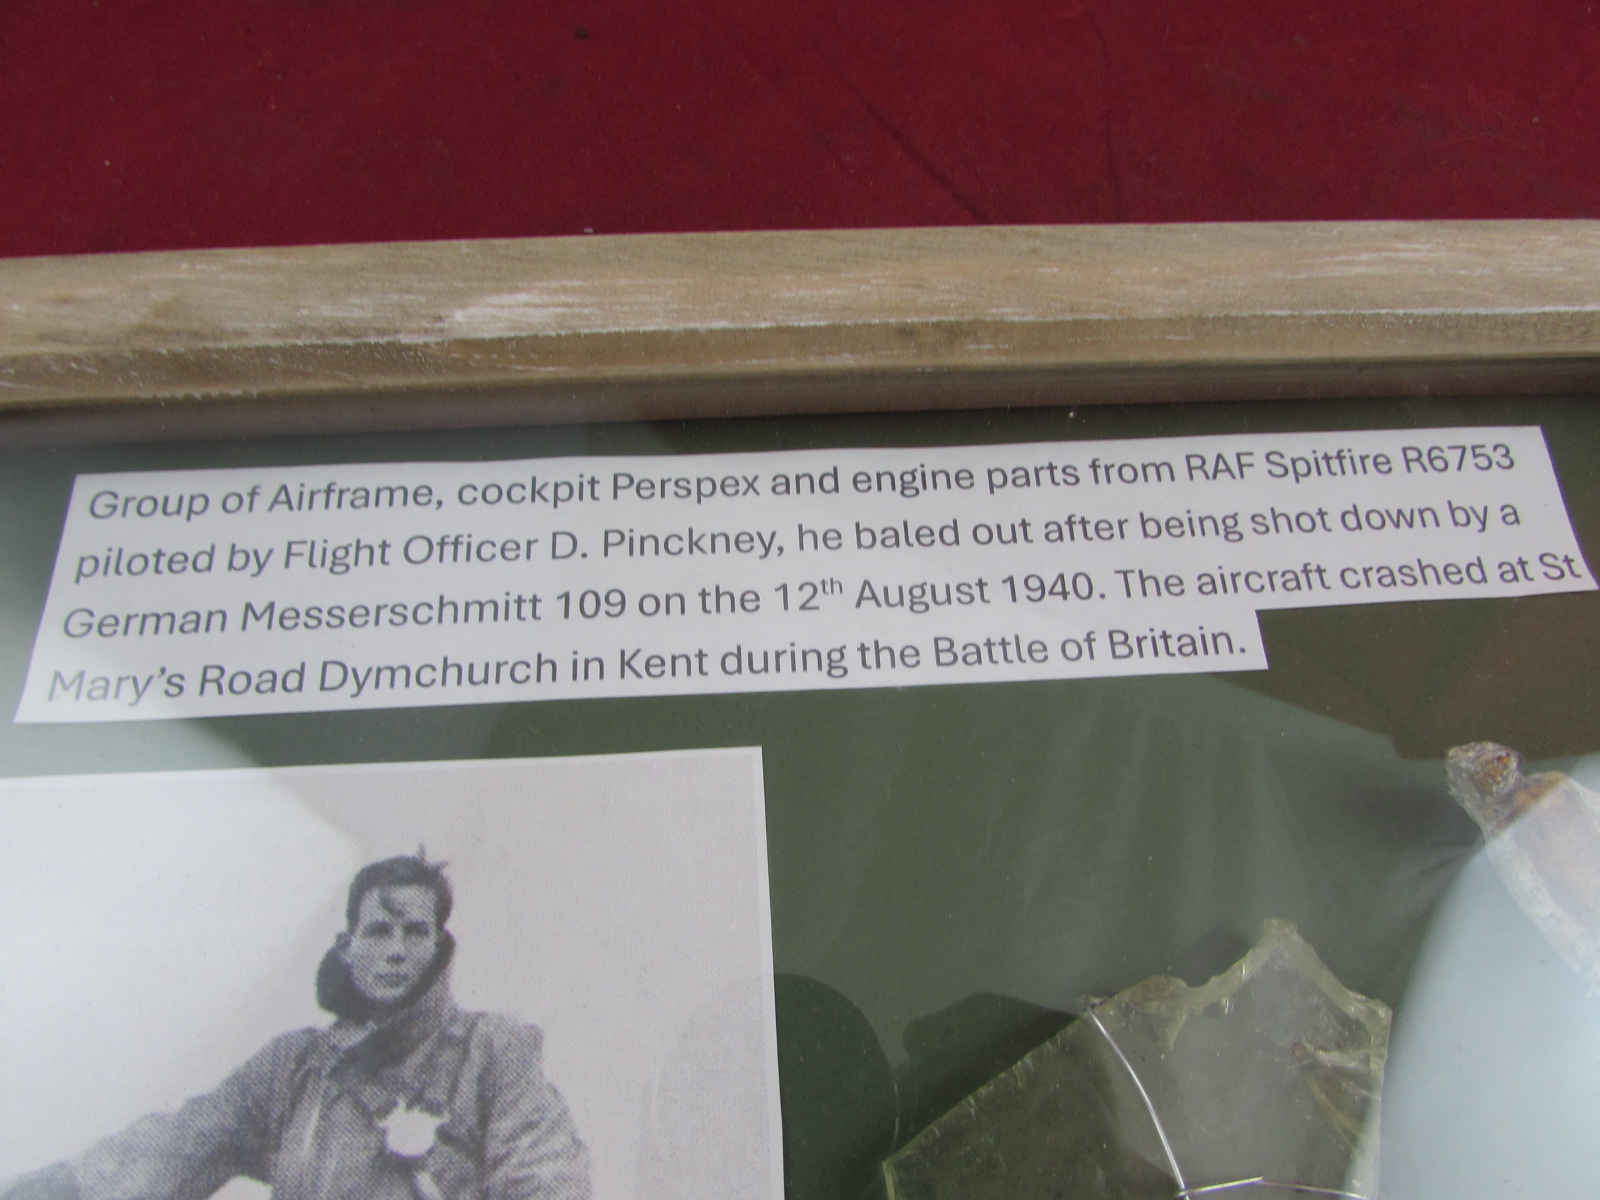 Group of Airframe, cockpit Perspex and engine parts from RAF Spitfire R6753
piloted by Flight Officer D. Pinckney, he baled out after being shot down by a
German Messerschmitt 109 on the 12th August 1940. The aircraft crashed at St
Mary's Road Dymchurch in Kent during the Battle of Britain.